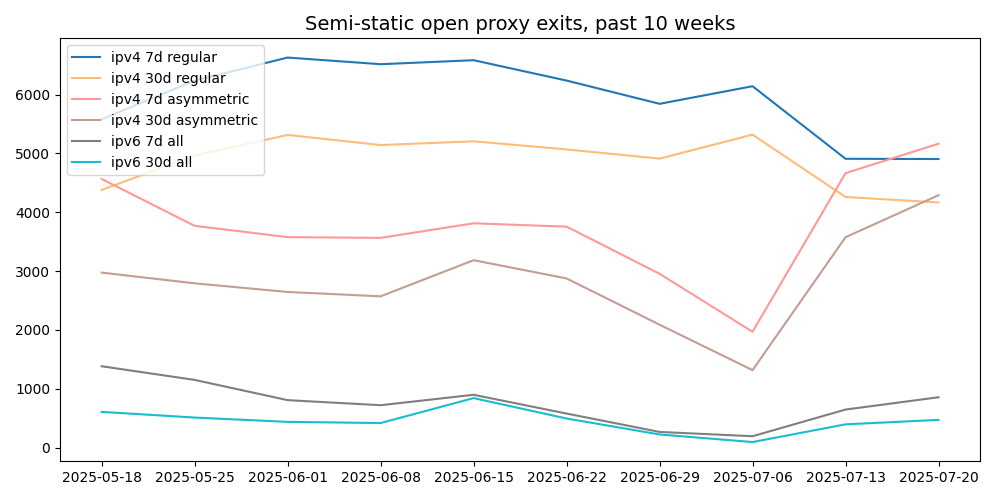 Semi-static open proxy exits, past 10 weeks
ipv4 7d regular
ipv4 30d regular
ipv4 7d asymmetric
ipv4 30d asymmetric
ipv6 7d all
ipv6 30d all
6000
5000
4000
3000
2000
1000
0
2025-05-18 2025-05-25 2025-06-01 2025-06-08 2025-06-15 2025-06-22 2025-06-29 2025-07-06 2025-07-13 2025-07-20